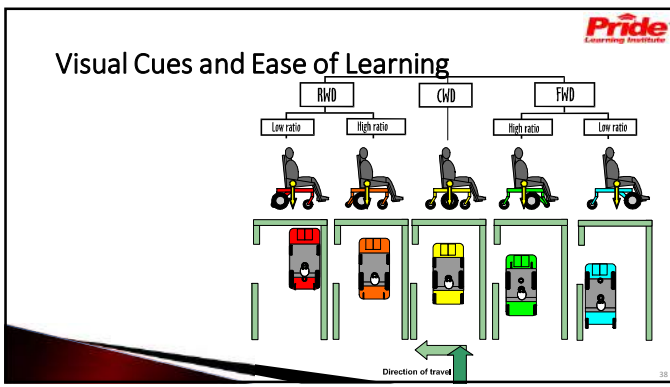 Pride
Learning Institute
Visual Cues and Ease of Learning
RWD
CWD
FWD
Low ratio
High ratio
High ratio
Low ratio
Direction of travel
38